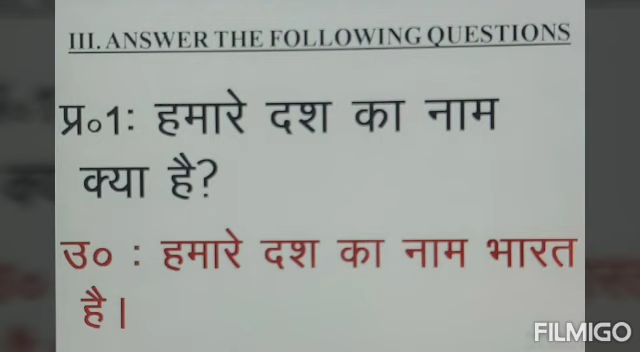 III. ANSWER THE FOLLOWING QUESTIONS
प्र०1: हमारे दश का नाम
क्या है?
उ० : हमारे दश का नाम भारत
है।
FILMIGO